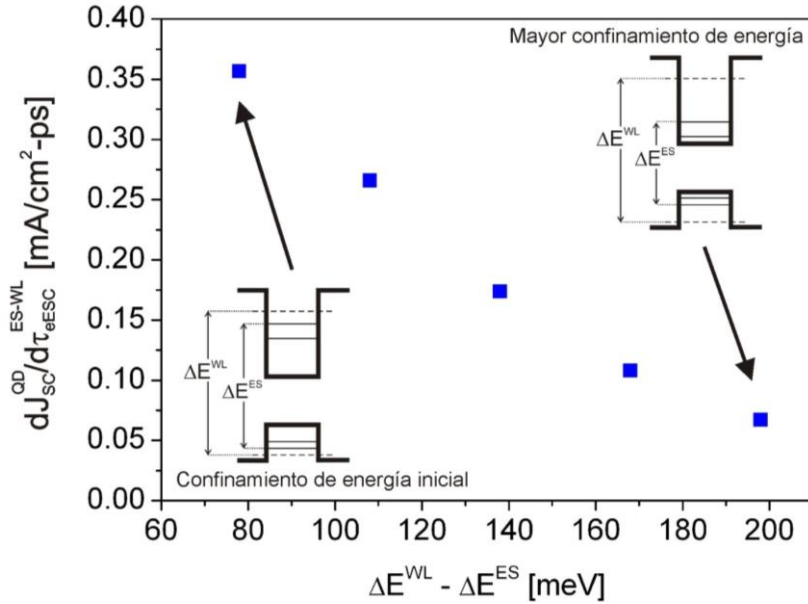 0.40
0.35
0.30
0.25
0.20
0.15
0.10
0.05
0.00
dJ_SC^QD/dτ_eESC^ES-WL [mA/cm²-ps]
Mayor confinamiento de energía
ΔE^WL
ΔE^ES
ΔE^WL
ΔE^ES
Confinamiento de energía inicial
60 80 100 120 140 160 180 200
ΔE^WL - ΔE^ES [meV]